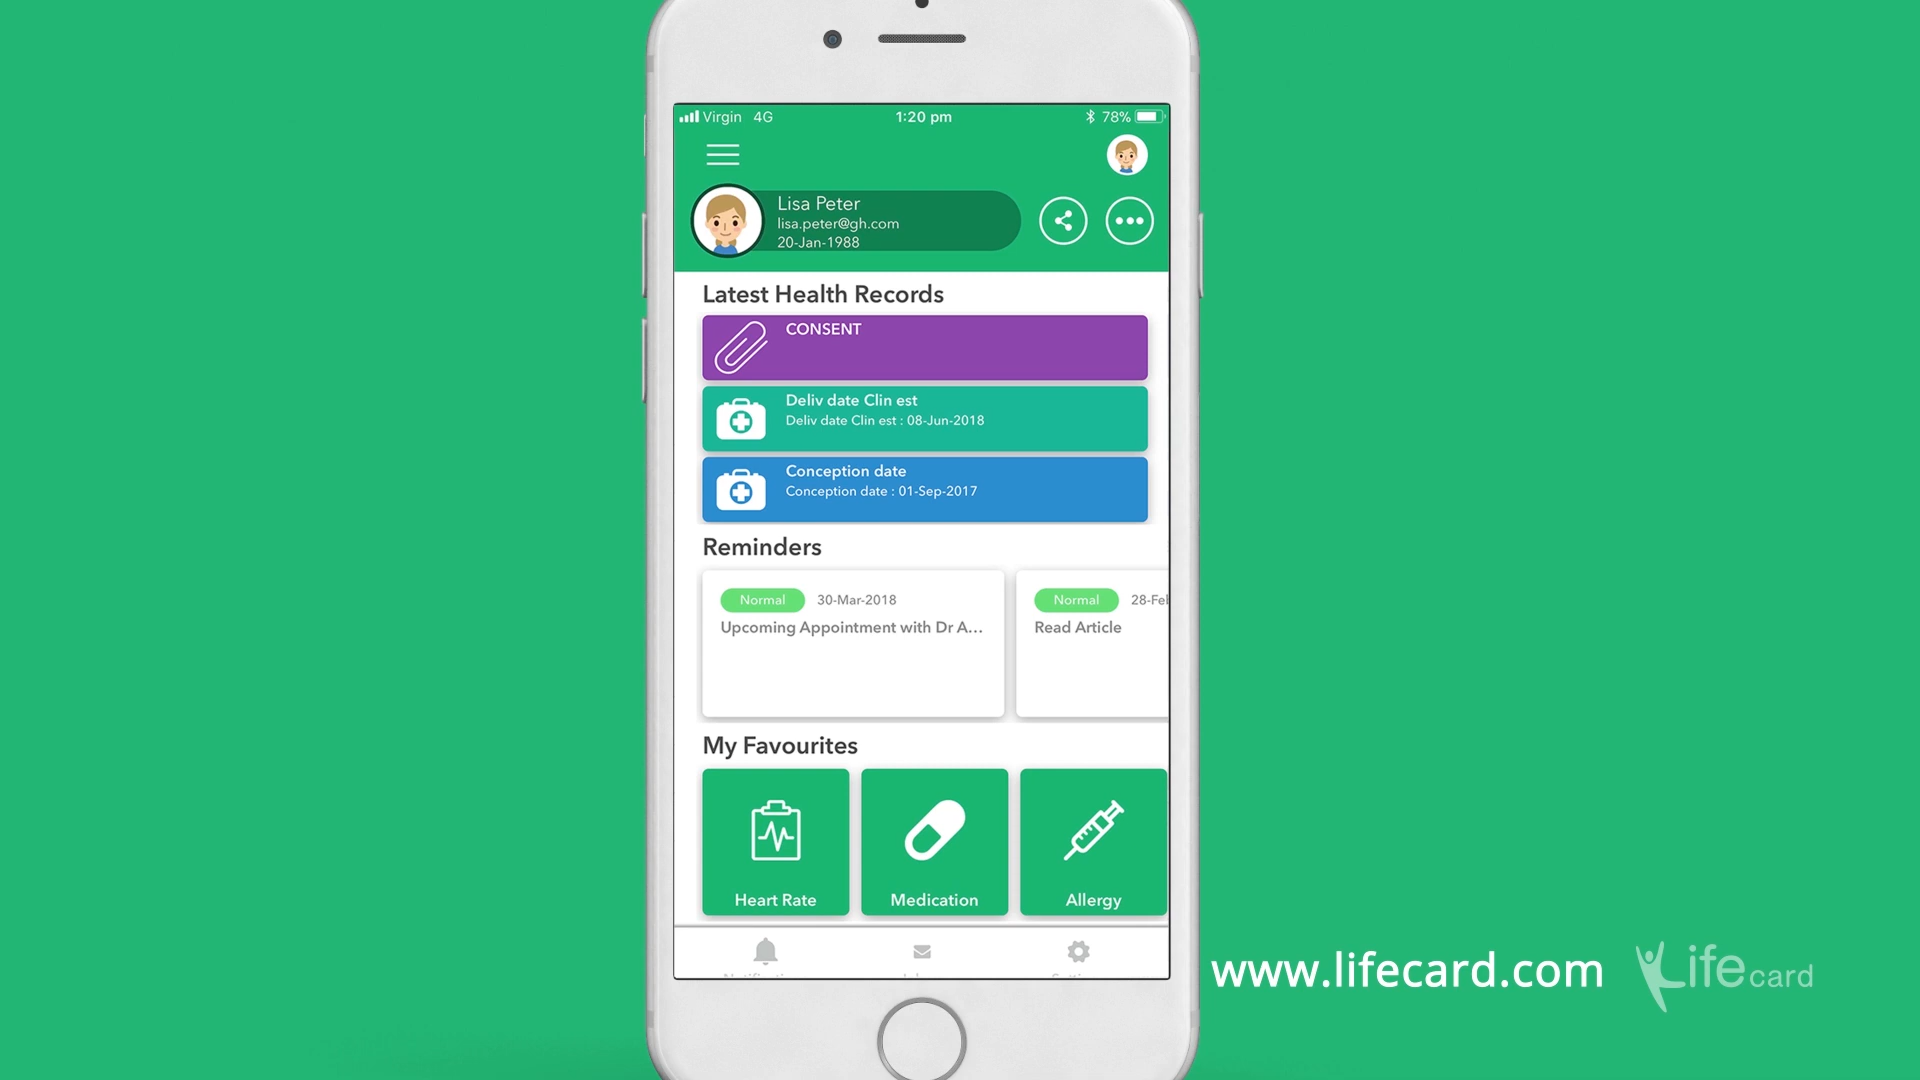 Virgin 4G 1:20 pm 78%
Lisa Peter
lisa.peter@gh.com
20-Jan-1988
Latest Health Records
CONSENT
Deliv date Clin est
Deliv date Clin est : 08-Jun-2018
Conception date
Conception date : 01-Sep-2017
Reminders
Normal 30-Mar-2018
Upcoming Appointment with Dr A...
Normal 28-Feb
Read Article
My Favourites
Heart Rate
Medication
Allergy
www.lifecard.com
Lifecard